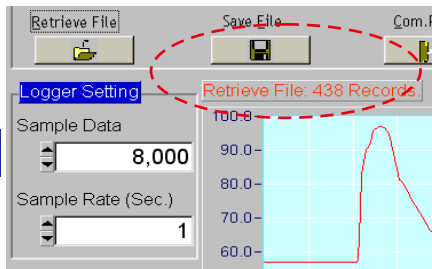 Retrieve File Save File Com.
Logger Setting Retrieve File: 438 Records.
Sample Data
8,000
Sample Rate (Sec.)
1
100.0
90.0
80.0
70.0
60.0